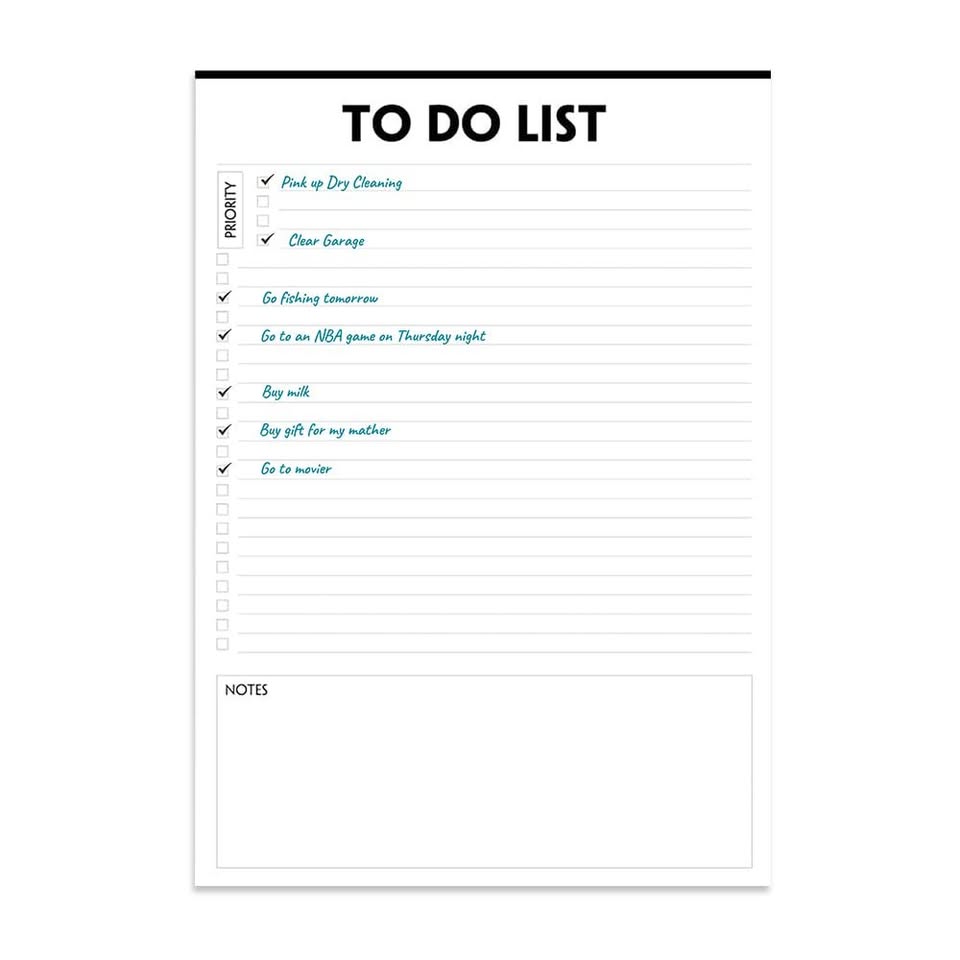 TO DO LIST
PRIORITY
Pink up Dry Cleaning
Clear Garage
Go fishing tomorrow
Go to an NBA game on Thursday night
Buy milk
Buy gift for my mather
Go to movier
NOTES